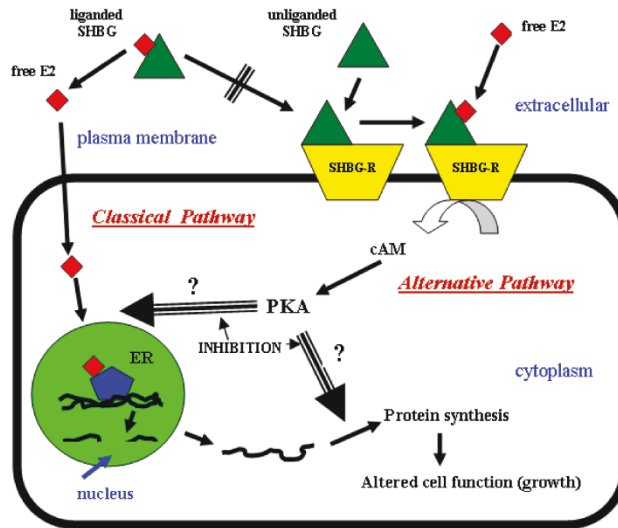 liganded
SHBG
unliganded
SHBG
free E2
free E2
extracellular
plasma membrane
SHBG-R
SHBG-R
Classical Pathway
cAM
Alternative Pathway
?
PKA
ER
INHIBITION
?
cytoplasm
Protein synthesis
nucleus
Altered cell function (growth)